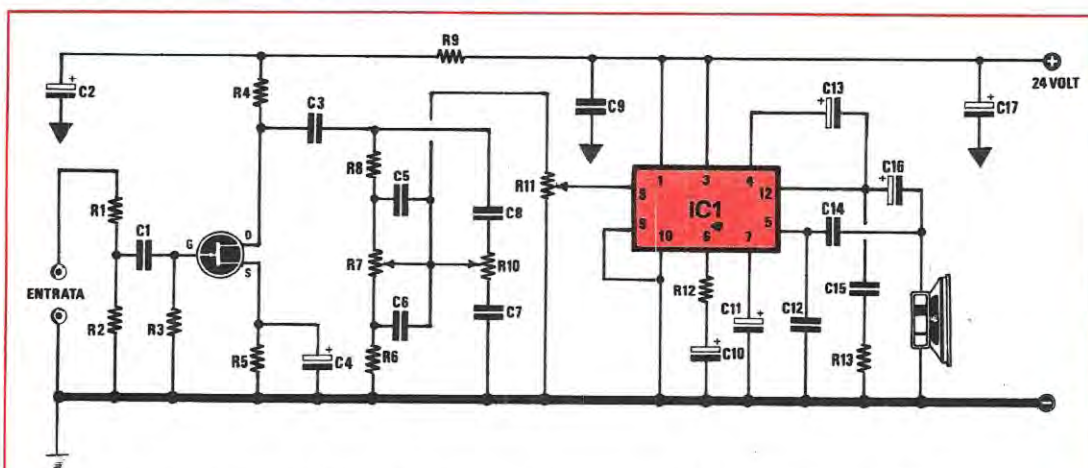 R9
C2
+
R4
C3
C9
C13
+
24 VOLT
+
C17
+
R8
C5
R11
C8
C16
+
R1
C1
G
D
S
R7
R10
8
1
3
4
12
IC1
9
10
6
7
5
C14
ENTRATA
R2
R3
C6
C7
R12
C11
+
C12
C15
R5
C4
+
R6
C10
+
R13